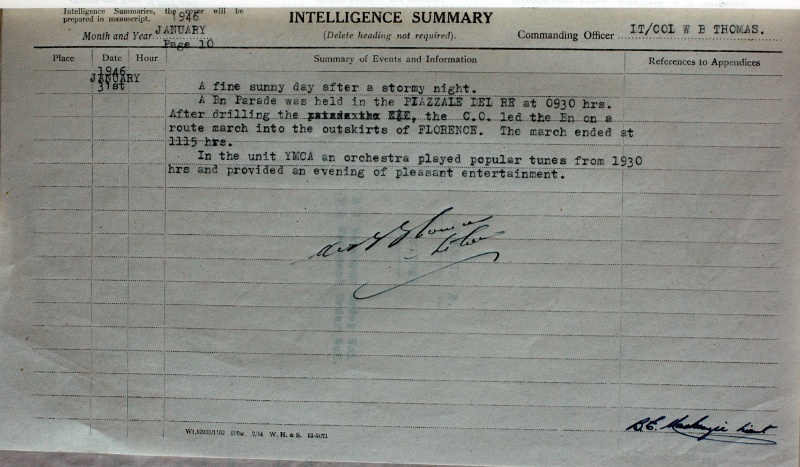 Intelligence Summaries, the cover will be
prepared in manuscript.
1946
INTELLIGENCE SUMMARY
Month and Year JANUARY
(Delete heading not required).
Commanding Officer LT/COL W B THOMAS.
Page 10
Place Date Hour Summary of Events and Information References to Appendices
1946
JANUARY
31st
A fine sunny day after a stormy night.
A Bn Parade was held in the PIAZZALE DEL RE at 0930 hrs.
After drilling the the C.O. led the Bn on a
route march into the outskirts of FLORENCE. The march ended at
1115 hrs.
In the unit YMCA an orchestra played popular tunes from 1930
hrs and provided an evening of pleasant entertainment.
W. H. & S.